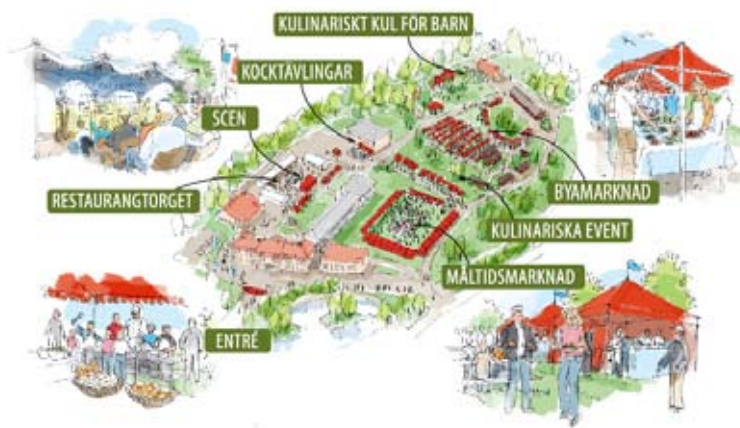 KULINARISKT KUL FÖR BARN
KOCKTÄVLINGAR
SCEN
RESTAURANGTORGET
BYAMARKNAD
KULINARISKA EVENT
MÅLTIDSMARKNAD
ENTRÉ